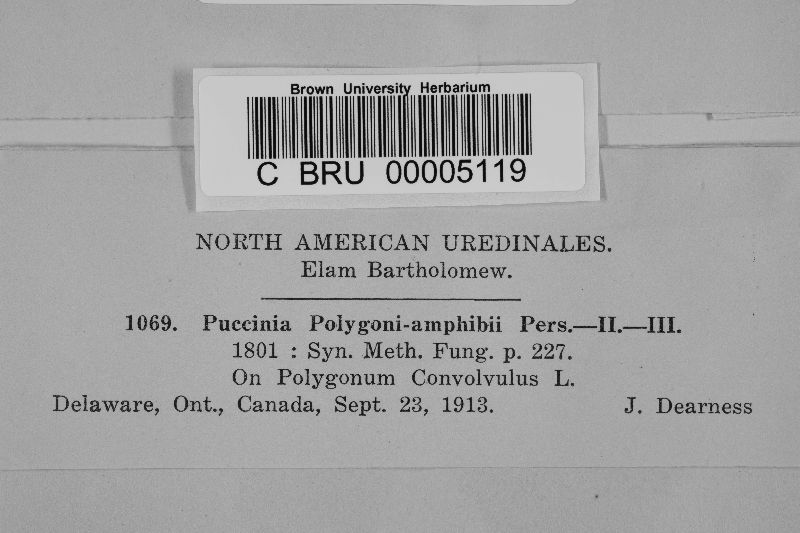 Brown University Herbarium
C BRU 00005119
NORTH AMERICAN UREDINALES.
Elam Bartholomew.
1069. Puccinia Polygoni-amphibii Pers.—II.—III.
1801 : Syn. Meth. Fung. p. 227.
On Polygonum Convolvulus L.
Delaware, Ont., Canada, Sept. 23, 1913. J. Dearness